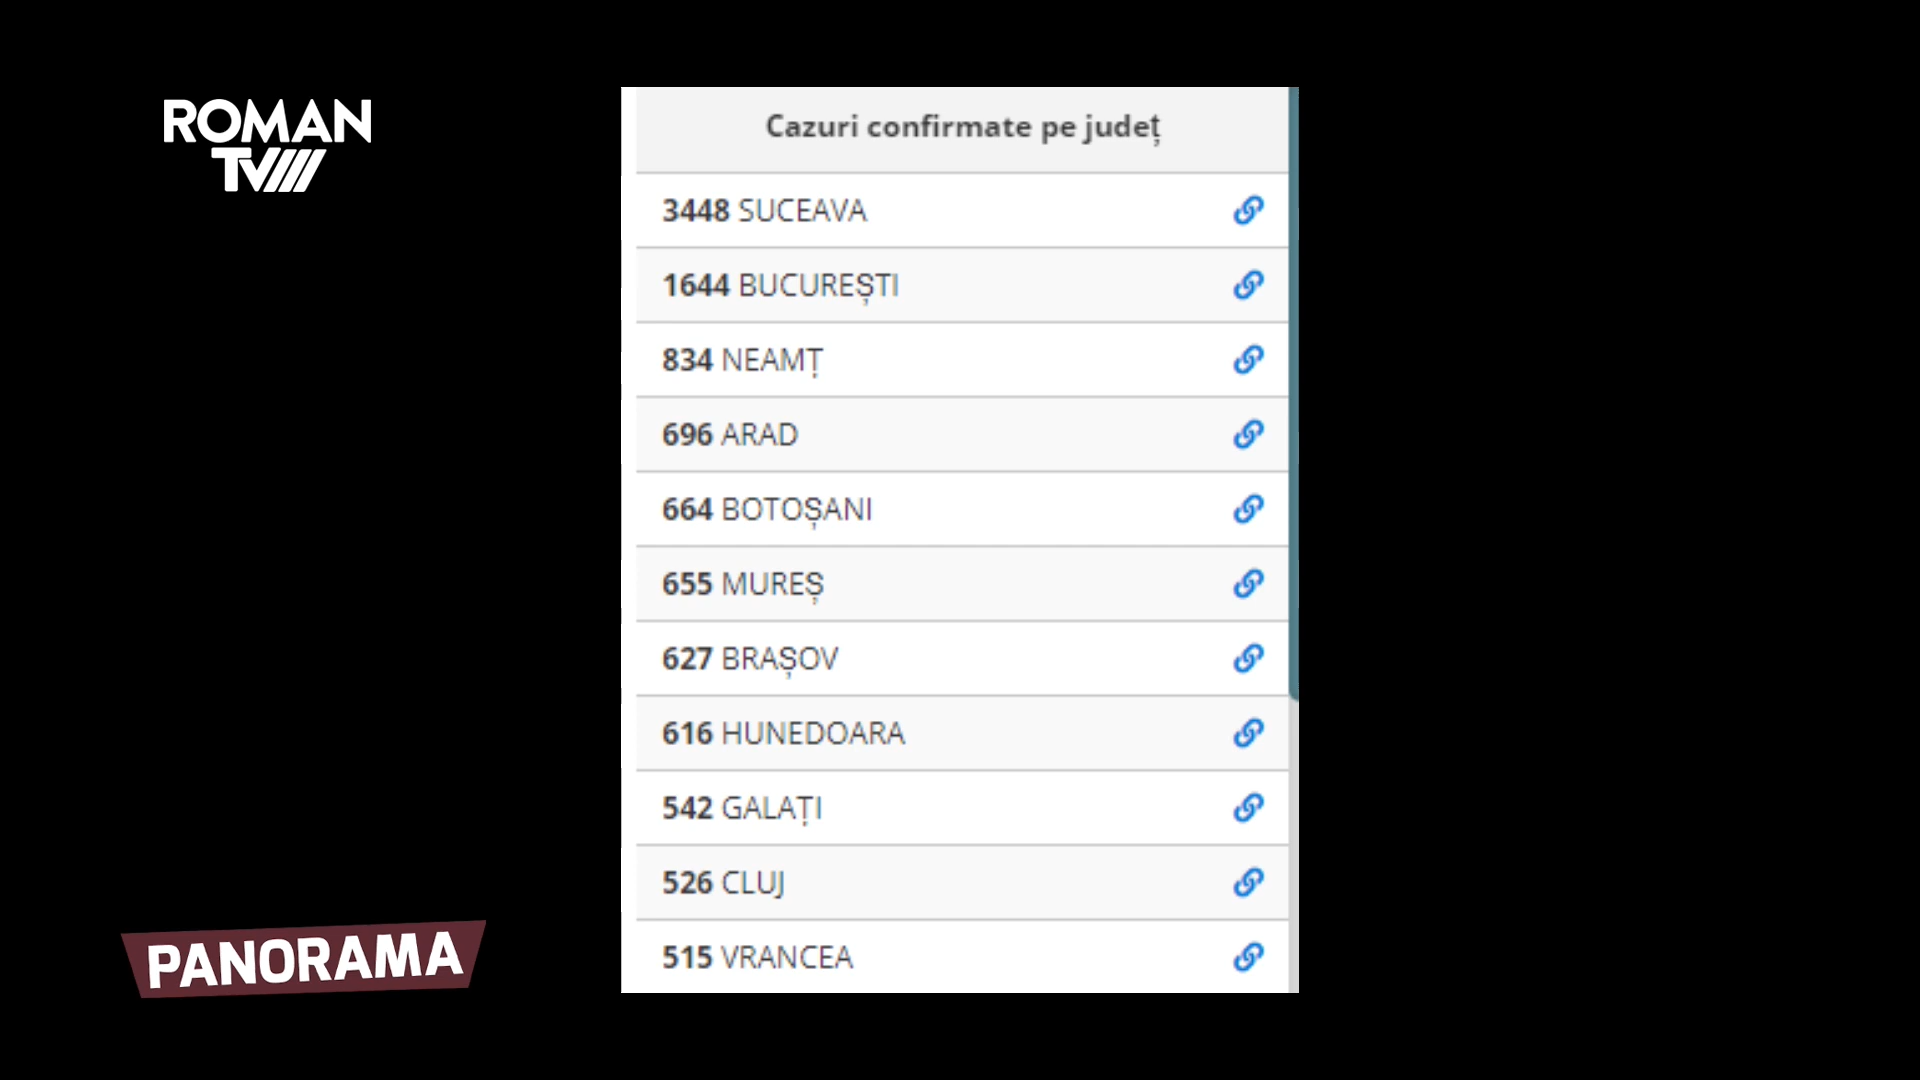 ROMAN
TV
Cazuri confirmate pe județ
3448 SUCEAVA
1644 BUCUREȘTI
834 NEAMȚ
696 ARAD
664 BOTOȘANI
655 MUREȘ
627 BRAȘOV
616 HUNEDOARA
542 GALAȚI
526 CLUJ
515 VRANCEA
PANORAMA